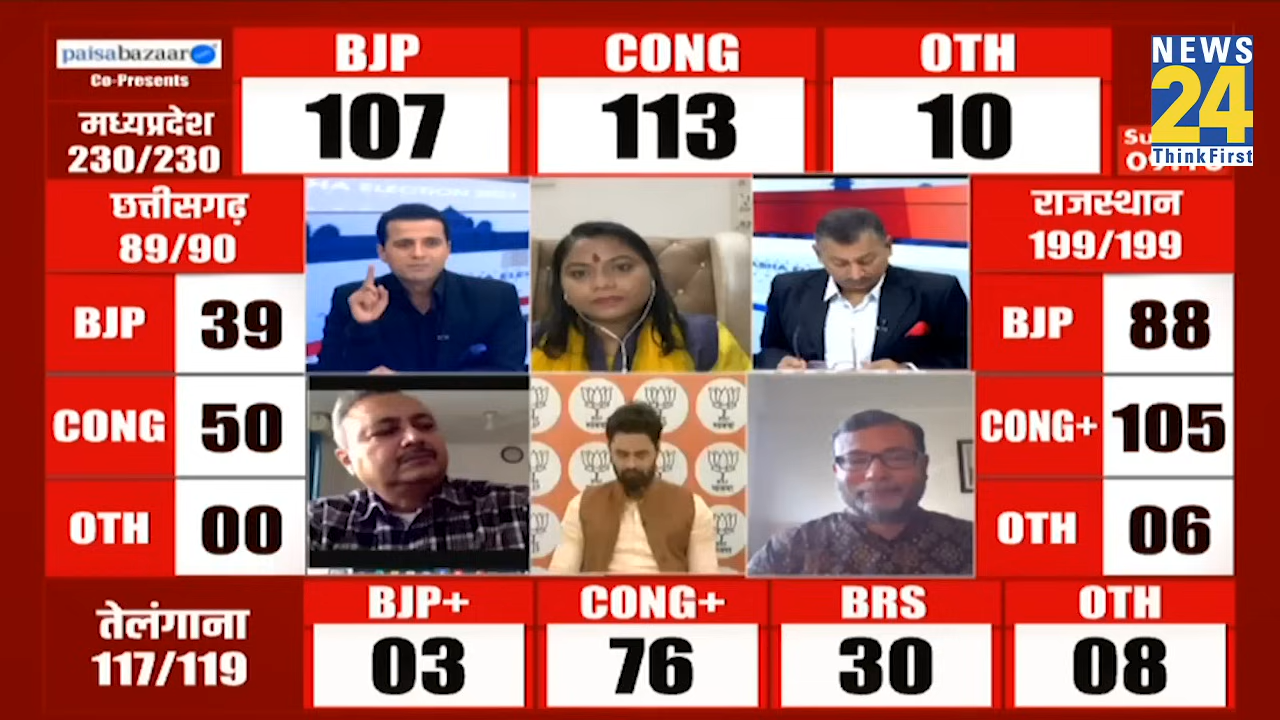 paisabazaar
Co-Presents
मध्यप्रदेश
230/230
BJP
107
CONG
113
OTH
10
NEWS
24
ThinkFirst
छत्तीसगढ़
89/90
BJP
39
CONG
50
OTH
00
राजस्थान
199/199
BJP
88
CONG+
105
OTH
06
तेलंगाना
117/119
BJP+
03
CONG+
76
BRS
30
OTH
08